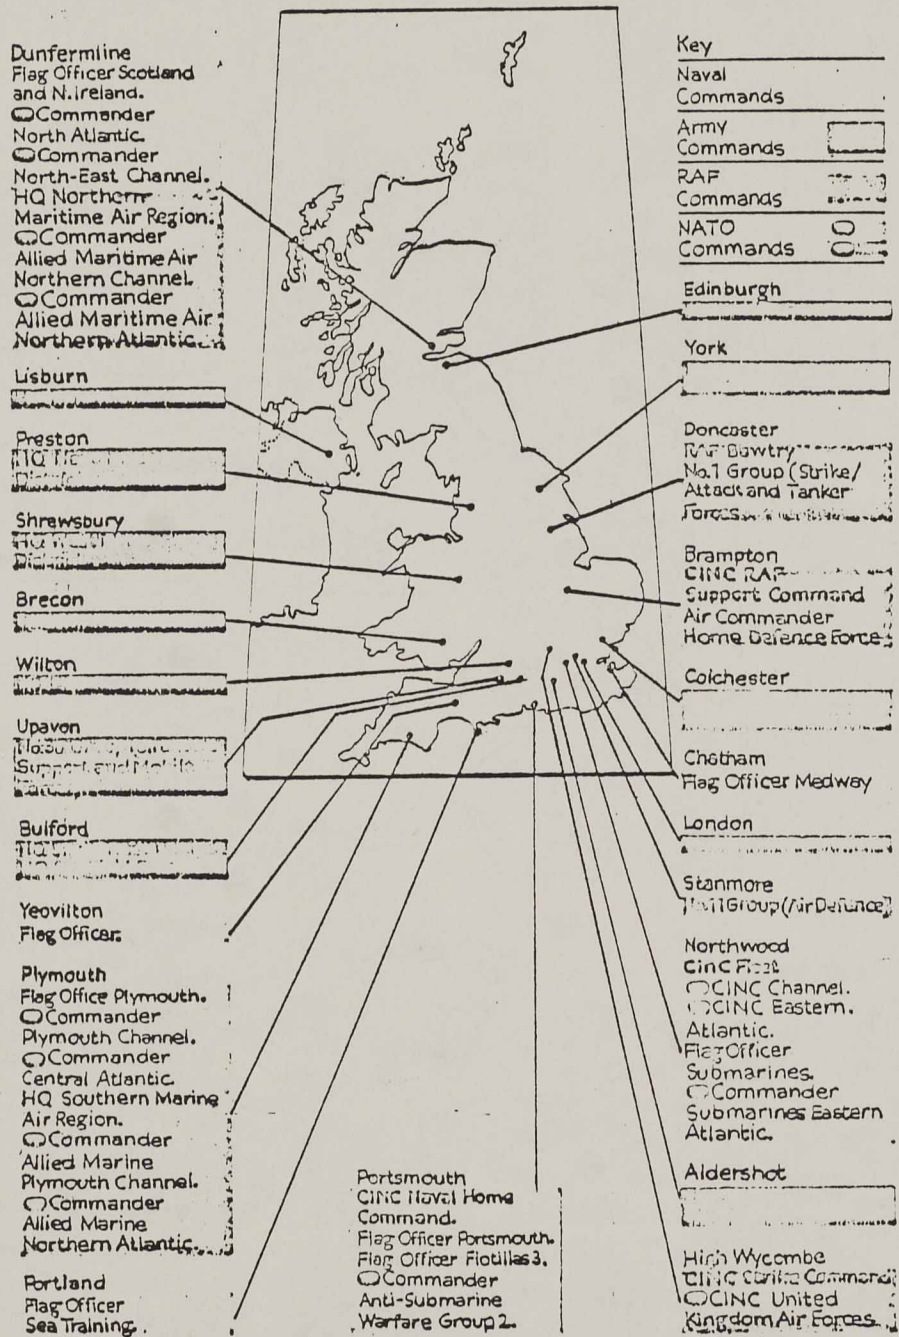 Dunfermline
Flag Officer Scotland
and N.Ireland.
Commander
North Atlantic.
Commander
North-East Channel.
HQ Northern
Maritime Air Region.
Commander
Allied Maritime Air
Northern Channel.
Commander
Allied Maritime Air
Northern Atlantic.
Lisburn
Preston
Shrewsbury
Brecon
Wilton
Upavon
Support and Mobile
Bulford
Yeovilton
Flag Officer.
Plymouth
Flag Office Plymouth.
Commander
Plymouth Channel.
Commander
Central Atlantic.
HQ Southern Marine
Air Region.
Commander
Allied Marine
Plymouth Channel.
Commander
Allied Marine
Northern Atlantic.
Portland
Flag Officer
Sea Training.
Portsmouth
CINC Naval Home
Command.
Flag Officer Portsmouth.
Flag Officer Flotillas 3.
Commander
Anti-Submarine
Warfare Group 2.
Key
Naval
Commands
Army
Commands
RAF
Commands
NATO
Commands
Edinburgh
York
Doncaster
RAF Bawtry
No.1 Group (Strike/
Attack and Tanker
Forces
Brampton
CINC RAF
Support Command
Air Commander
Home Defence Force
Colchester
Chatham
Flag Officer Medway
London
Stanmore
11 Group (Air Defence)
Northwood
CinC Fleet
CINC Channel.
CINC Eastern.
Atlantic.
Flag Officer
Submarines.
Commander
Submarines Eastern
Atlantic.
Aldershot
High Wycombe
CINC Strike Command
CINC United
Kingdom Air Forces